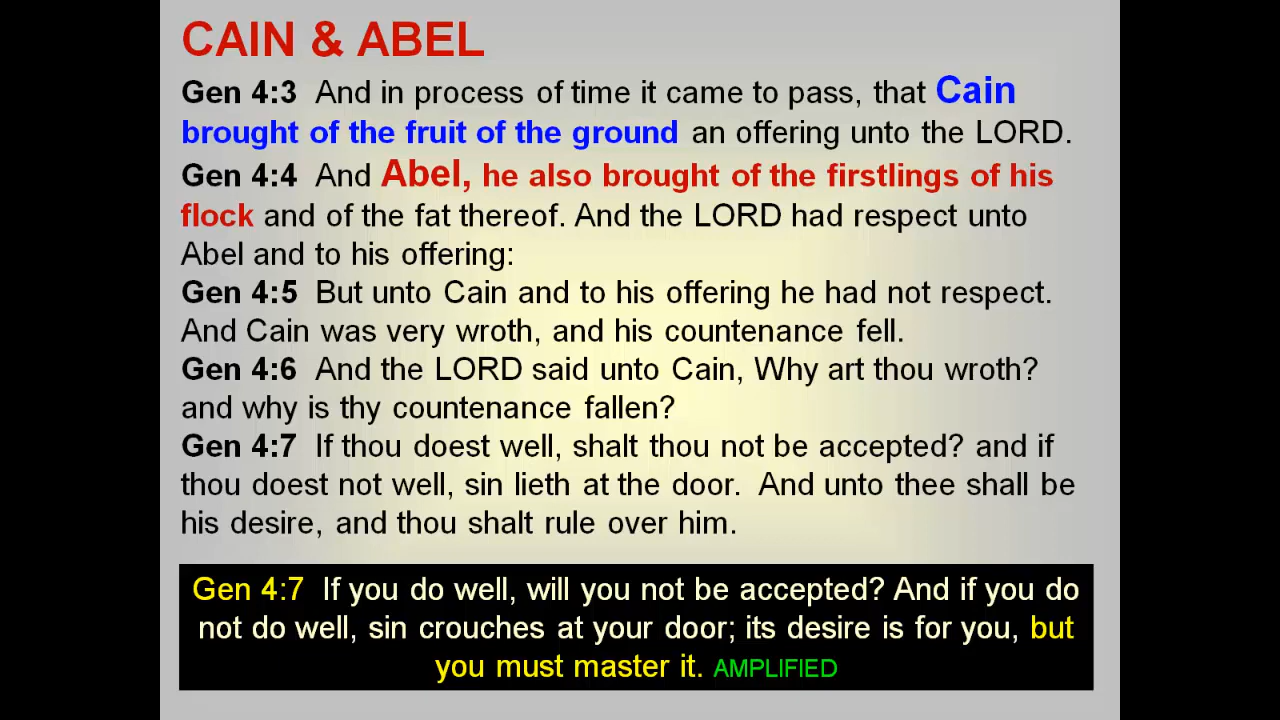 CAIN & ABEL
Gen 4:3 And in process of time it came to pass, that Cain
brought of the fruit of the ground an offering unto the LORD.
Gen 4:4 And Abel, he also brought of the firstlings of his
flock and of the fat thereof. And the LORD had respect unto
Abel and to his offering:
Gen 4:5 But unto Cain and to his offering he had not respect.
And Cain was very wroth, and his countenance fell.
Gen 4:6 And the LORD said unto Cain, Why art thou wroth?
and why is thy countenance fallen?
Gen 4:7 If thou doest well, shalt thou not be accepted? and if
thou doest not well, sin lieth at the door. And unto thee shall be
his desire, and thou shalt rule over him.
Gen 4:7 If you do well, will you not be accepted? And if you do
not do well, sin crouches at your door; its desire is for you, but
you must master it. AMPLIFIED